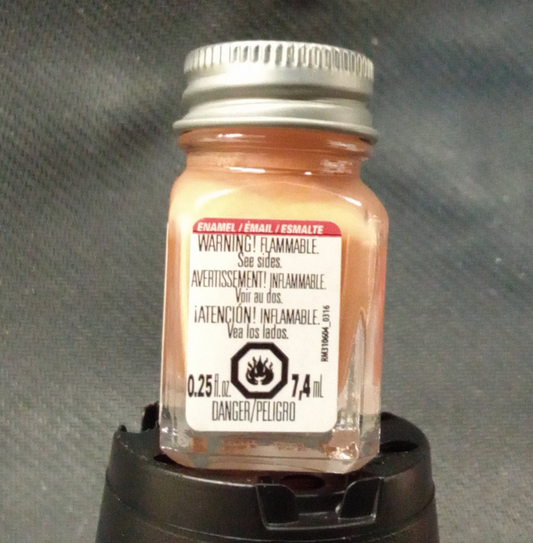 ENAMEL / ÉMAIL / ESMALTE
WARNING! FLAMMABLE.
See sides.
AVERTISSEMENT! INFLAMMABLE.
Voir au dos.
¡ATENCIÓN! INFLAMABLE.
Vea los lados.
RM310604_0316
0.25 fl.oz. 7,4 ml
DANGER/PELIGRO